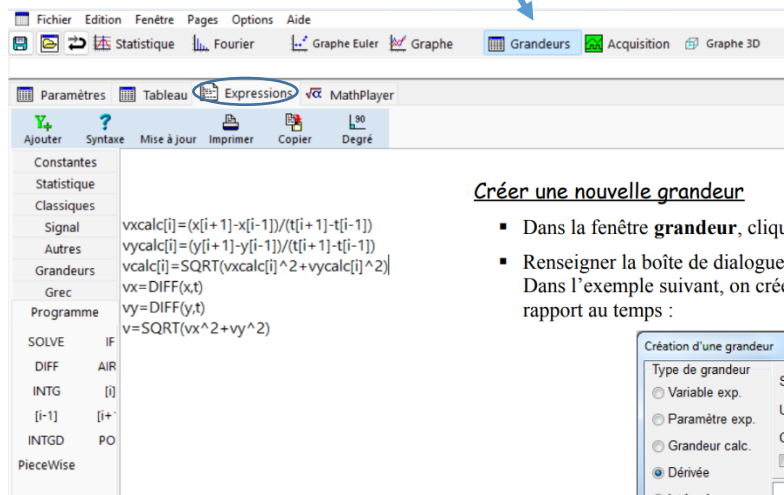 Fichier Edition Fenêtre Pages Options Aide
Statistique Fourier Graphe Euler Graphe Grandeurs Acquisition Graphe 3D
Paramètres Tableau Expressions √α MathPlayer
Y+ ? 90
Ajouter Syntaxe Mise à jour Imprimer Copier Degré
Constantes
Statistique
Classiques
Signal
Autres
Grandeurs
Grec
Programme
SOLVE IF
DIFF AIR
INTG [i]
[i-1] [i+
INTGD PO
PieceWise
vxcalc[i]=(x[i+1]-x[i-1])/(t[i+1]-t[i-1])
vycalc[i]=(y[i+1]-y[i-1])/(t[i+1]-t[i-1])
vcalc[i]=SQRT(vxcalc[i]^2+vycalc[i]^2)
vx=DIFF(x,t)
vy=DIFF(y,t)
v=SQRT(vx^2+vy^2)
Créer une nouvelle grandeur
▪ Dans la fenêtre grandeur, cliqu
▪ Renseigner la boîte de dialogue
Dans l'exemple suivant, on cré
rapport au temps :
Création d'une grandeur
Type de grandeur
Variable exp.
Paramètre exp.
Grandeur calc.
Dérivée